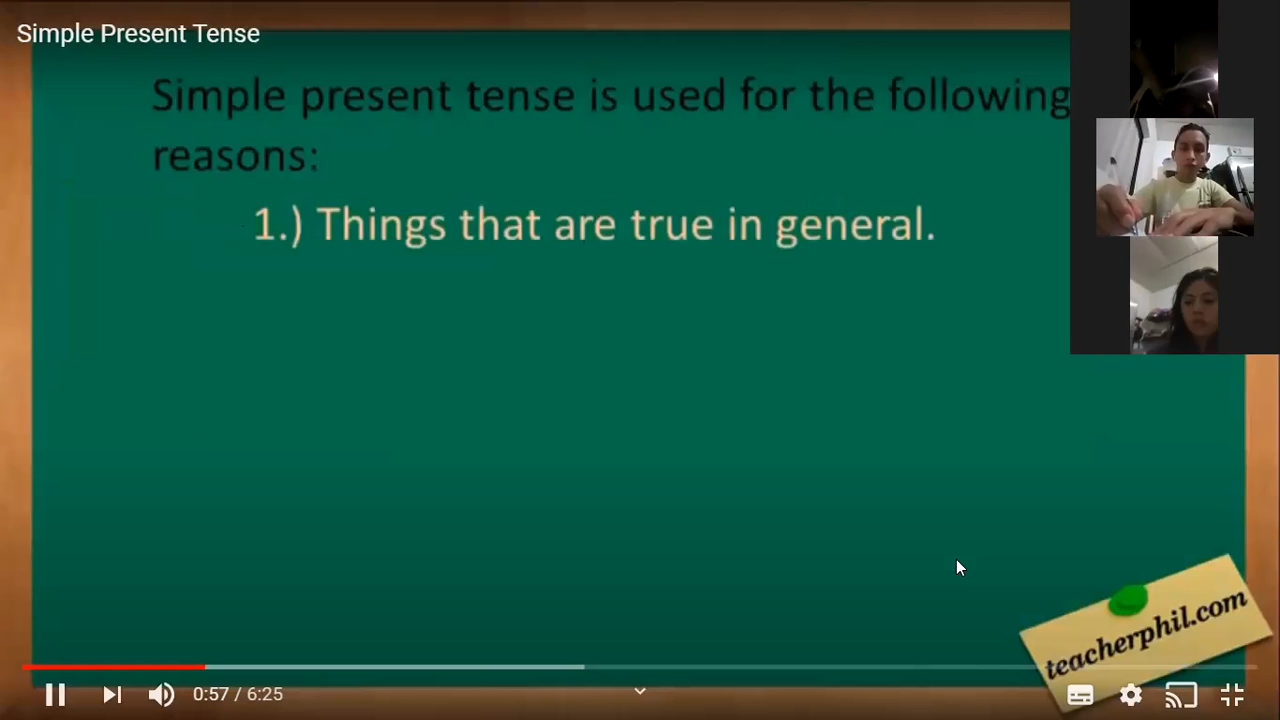 Simple Present Tense
Simple present tense is used for the following
reasons:
1.) Things that are true in general.
teacherphil.com
0:57 / 6:25